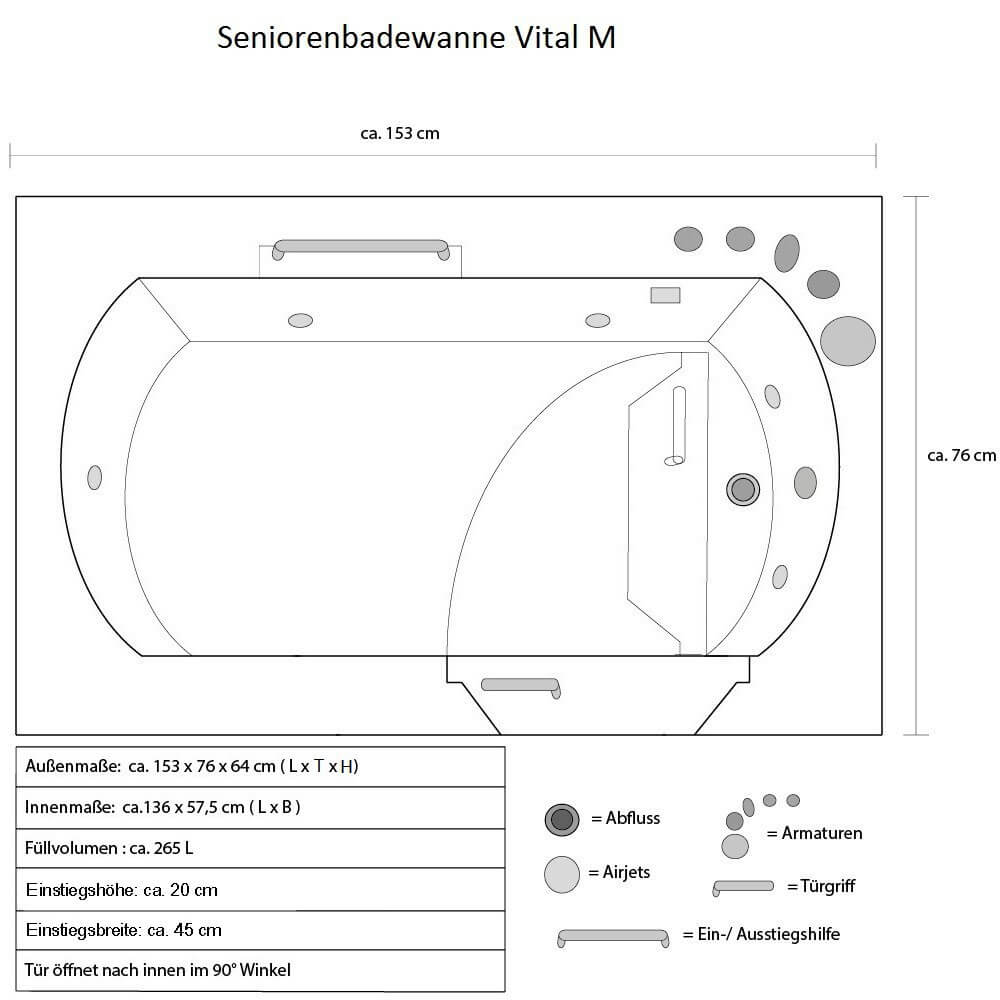 Seniorenbadewanne Vital M
ca. 153 cm
ca. 76 cm
Außenmaße: ca. 153 x 76 x 64 cm ( L x T x H)
Innenmaße: ca.136 x 57,5 cm ( L x B )
Füllvolumen : ca. 265 L
Einstiegshöhe: ca. 20 cm
Einstiegsbreite: ca. 45 cm
Tür öffnet nach innen im 90° Winkel
= Abfluss
= Armaturen
= Airjets
= Türgriff
= Ein-/ Ausstiegshilfe